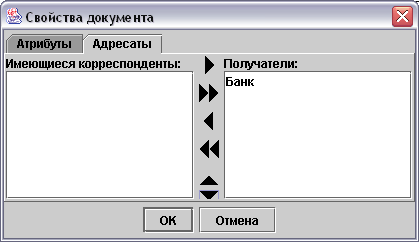 Свойства документа
Атрибуты Адресаты
Имеющиеся корреспонденты: Получатели:
Банк
OK Отмена